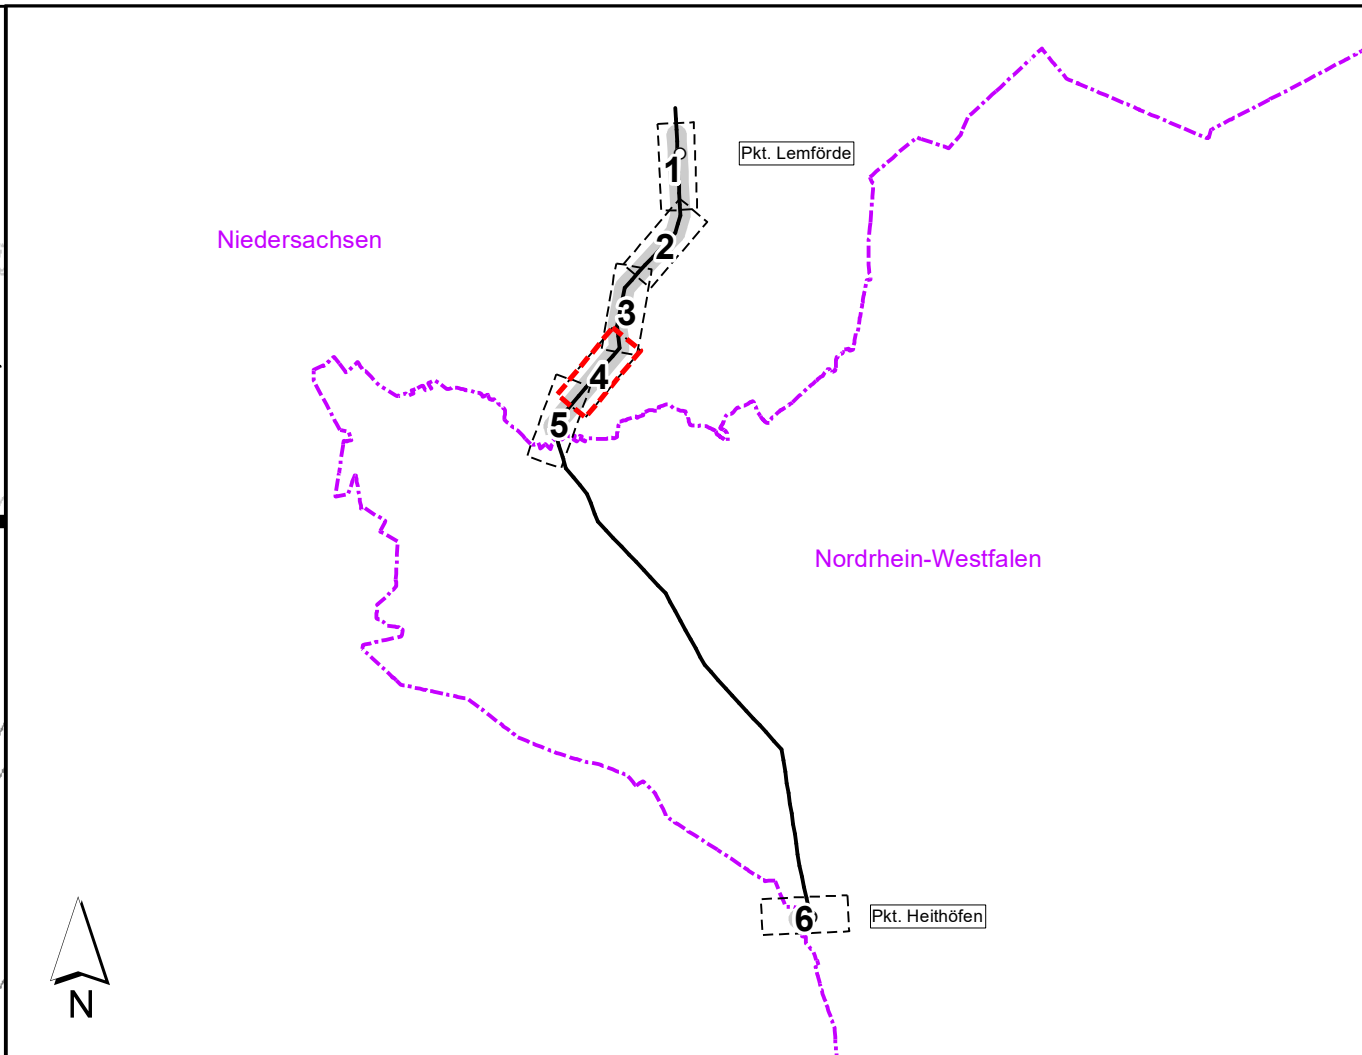 Pkt. Lemförde
1
Niedersachsen
2
3
4
5
Nordrhein-Westfalen
Pkt. Heithöfen
6
N